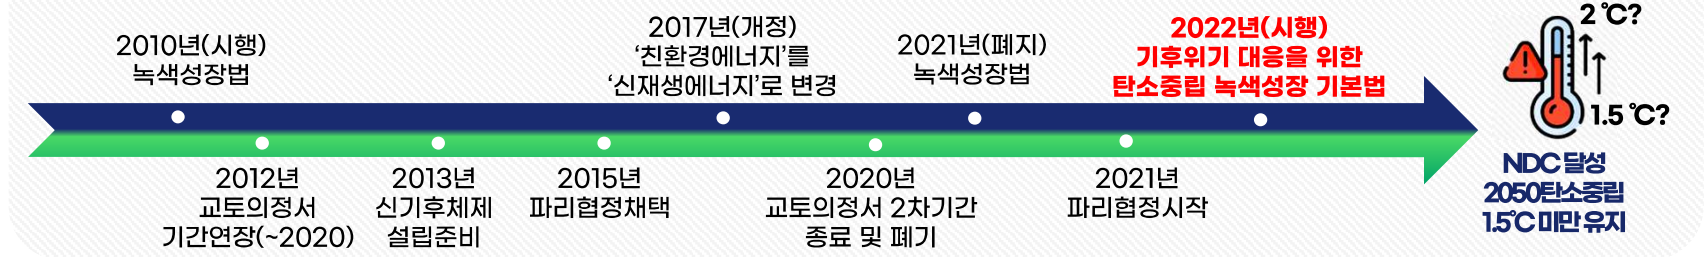 2010년(시행)
녹색성장법
2017년(개정)
‘친환경에너지’를
‘신재생에너지’로 변경
2021년(폐지)
녹색성장법
2022년(시행)
기후위기 대응을 위한
탄소중립 녹색성장 기본법
2012년
교토의정서
기간연장(~2020)
2013년
신기후체제
설립준비
2015년
파리협정채택
2020년
교토의정서 2차기간
종료 및 폐기
2021년
파리협정시작
2 ℃?
1.5 ℃?
NDC 달성
2050탄소중립
1.5℃ 미만 유지